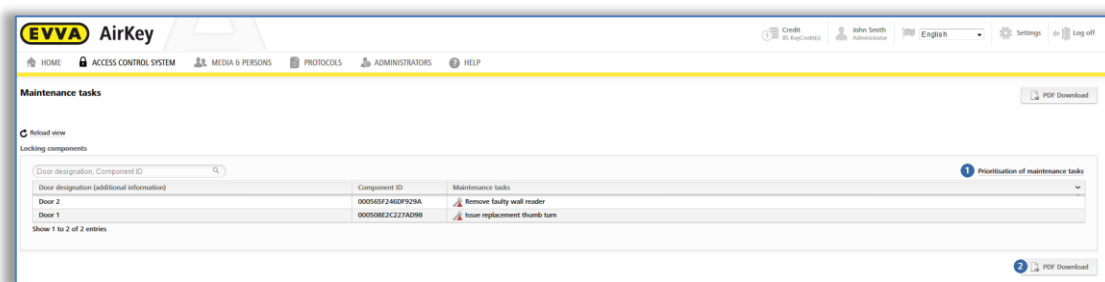 EVVA AirKey
Credit
85 KeyCredit(s)
John Smith
Administrator
English
Settings
Log off
HOME ACCESS CONTROL SYSTEM MEDIA & PERSONS PROTOCOLS ADMINISTRATORS HELP
Maintenance tasks
PDF Download
Reload view
Locking components
Door designation, Component ID
1 Prioritisation of maintenance tasks
Door designation (additional information) Component ID Maintenance tasks
Door 2 000565F246DF929A Remove faulty wall reader
Door 1 000508E2C227AD98 Issue replacement thumb turn
Show 1 to 2 of 2 entries
2 PDF Download